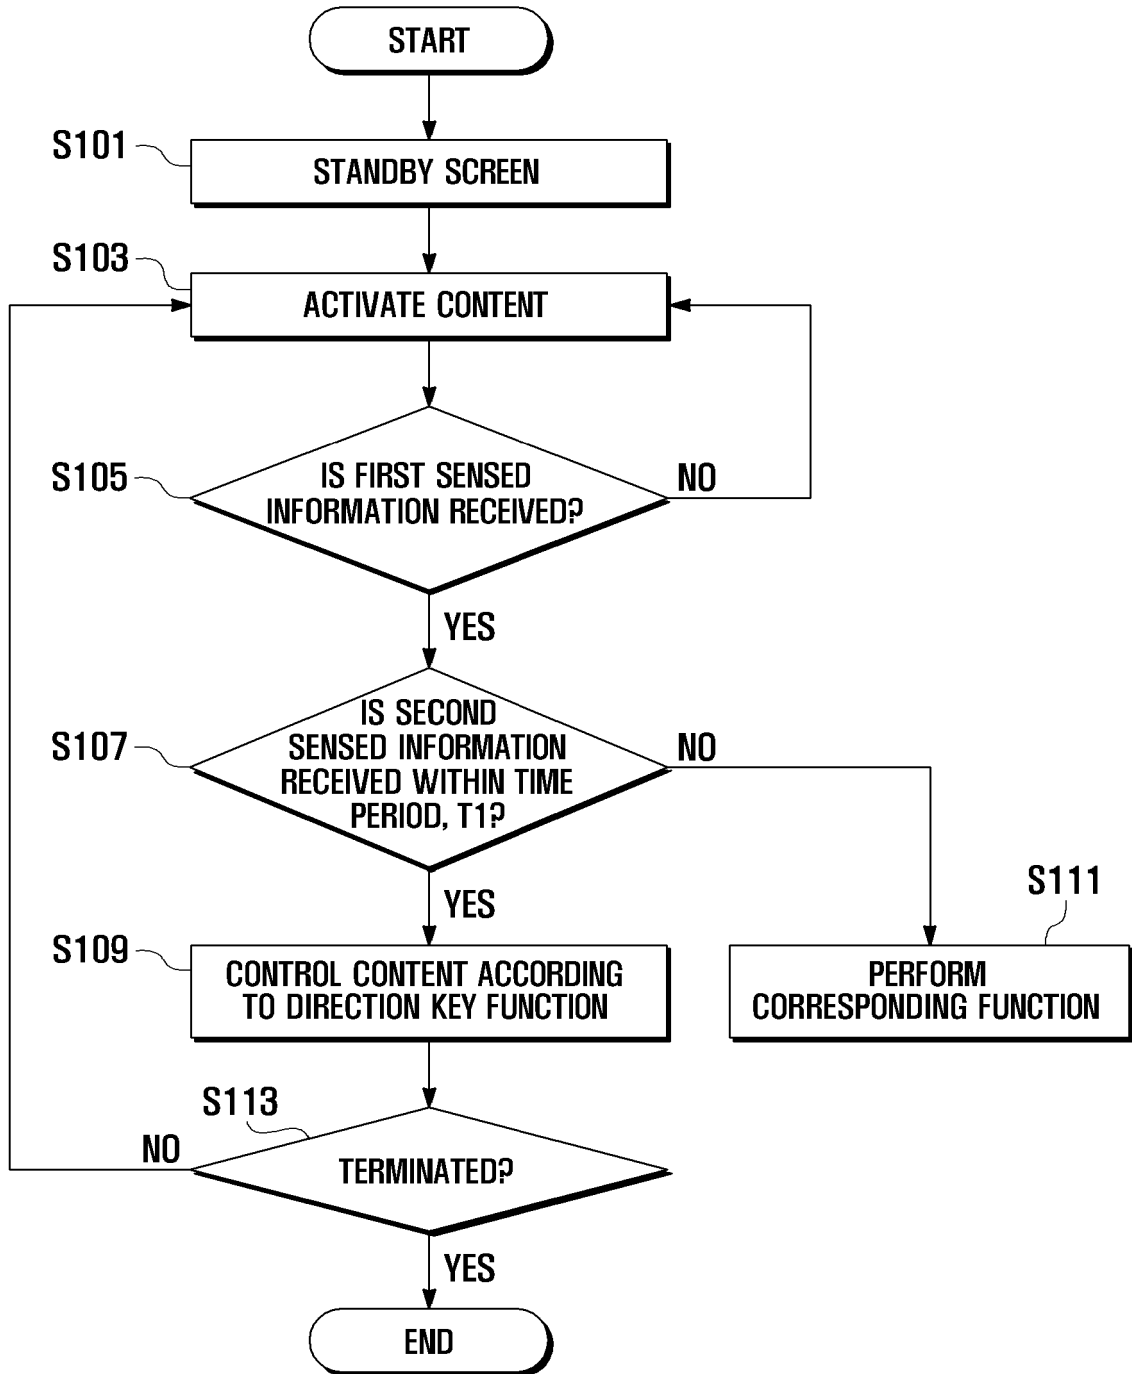 START
S101
STANDBY SCREEN
S103
ACTIVATE CONTENT
S105
IS FIRST SENSED
INFORMATION RECEIVED?
NO
YES
S107
IS SECOND
SENSED INFORMATION
RECEIVED WITHIN TIME
PERIOD, T1?
NO
YES
S109
CONTROL CONTENT ACCORDING
TO DIRECTION KEY FUNCTION
S111
PERFORM
CORRESPONDING FUNCTION
S113
NO
TERMINATED?
YES
END